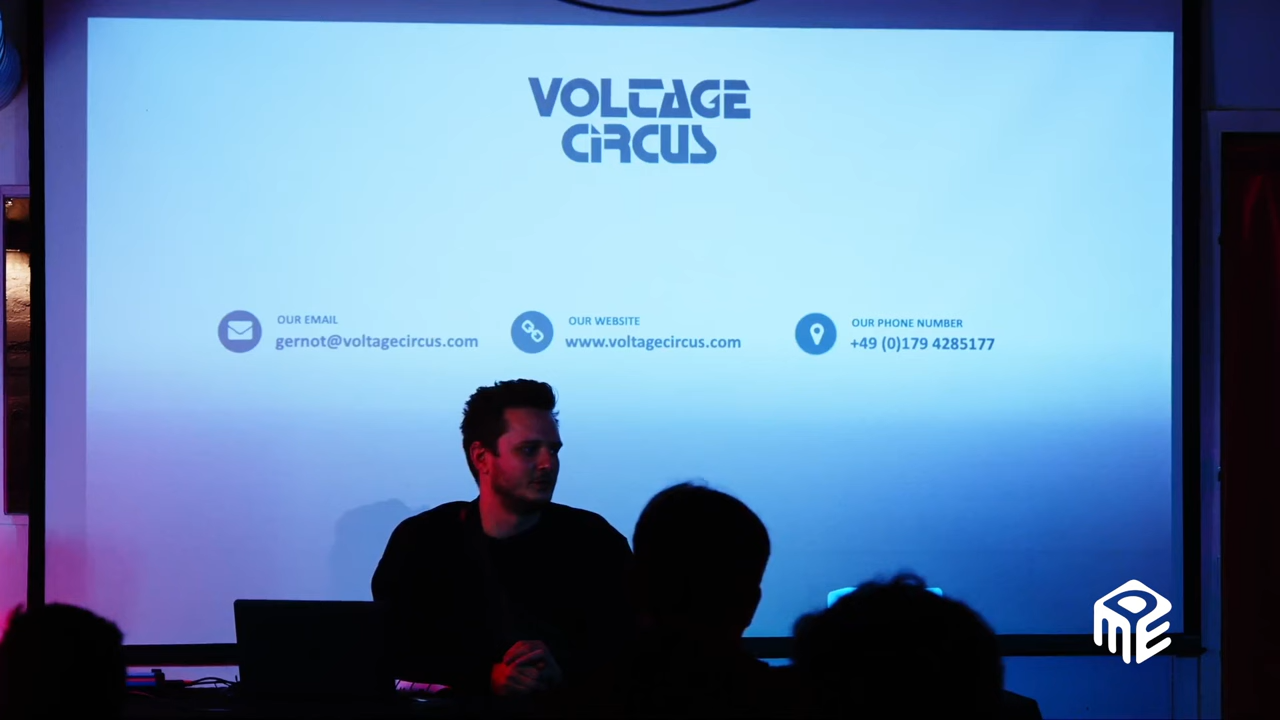 VOLTAGE
CiRCUS
OUR EMAIL
gernot@voltagecircus.com
OUR WEBSITE
www.voltagecircus.com
OUR PHONE NUMBER
+49 (0)179 4285177